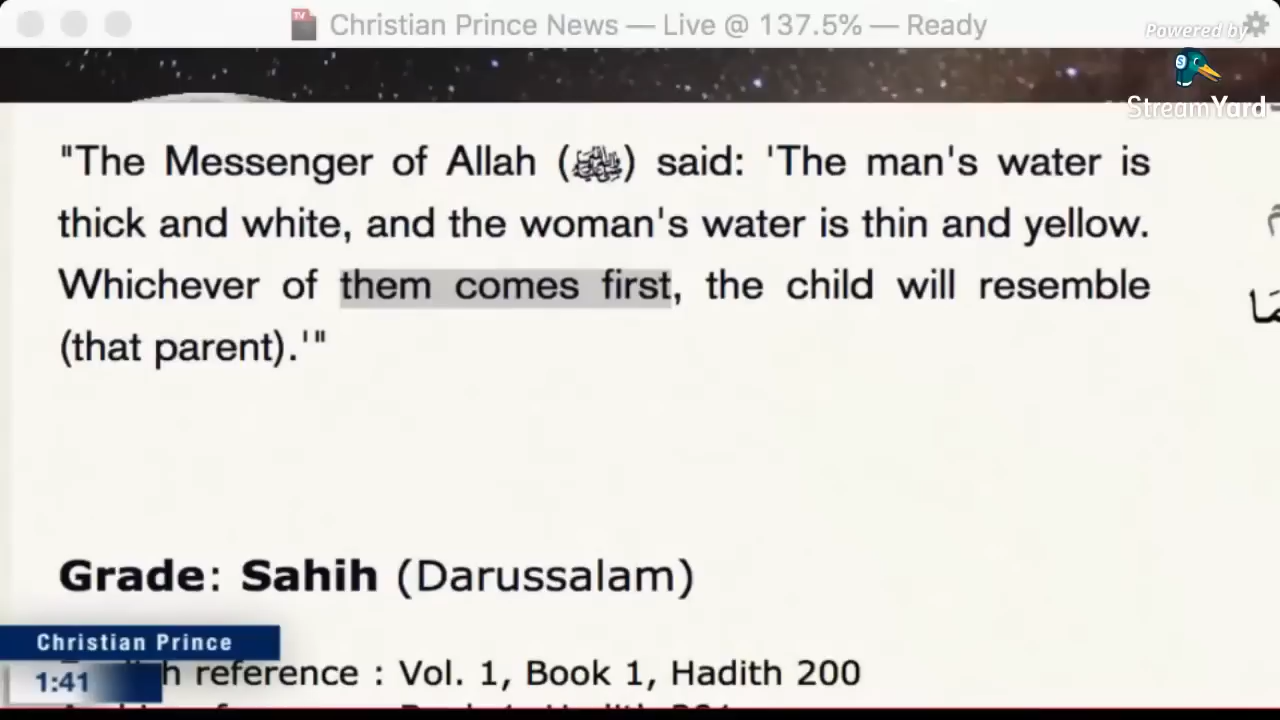 Christian Prince News — Live @ 137.5% — Ready
Powered by
StreamYard
"The Messenger of Allah (ﷺ) said: 'The man's water is
thick and white, and the woman's water is thin and yellow.
Whichever of them comes first, the child will resemble
(that parent).'"
Grade: Sahih (Darussalam)
Christian Prince
reference : Vol. 1, Book 1, Hadith 200
1:41